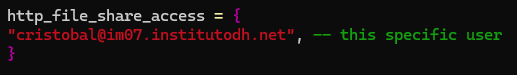 http_file_share_access = {
"cristobal@im07.institutodh.net", -- this specific user
}